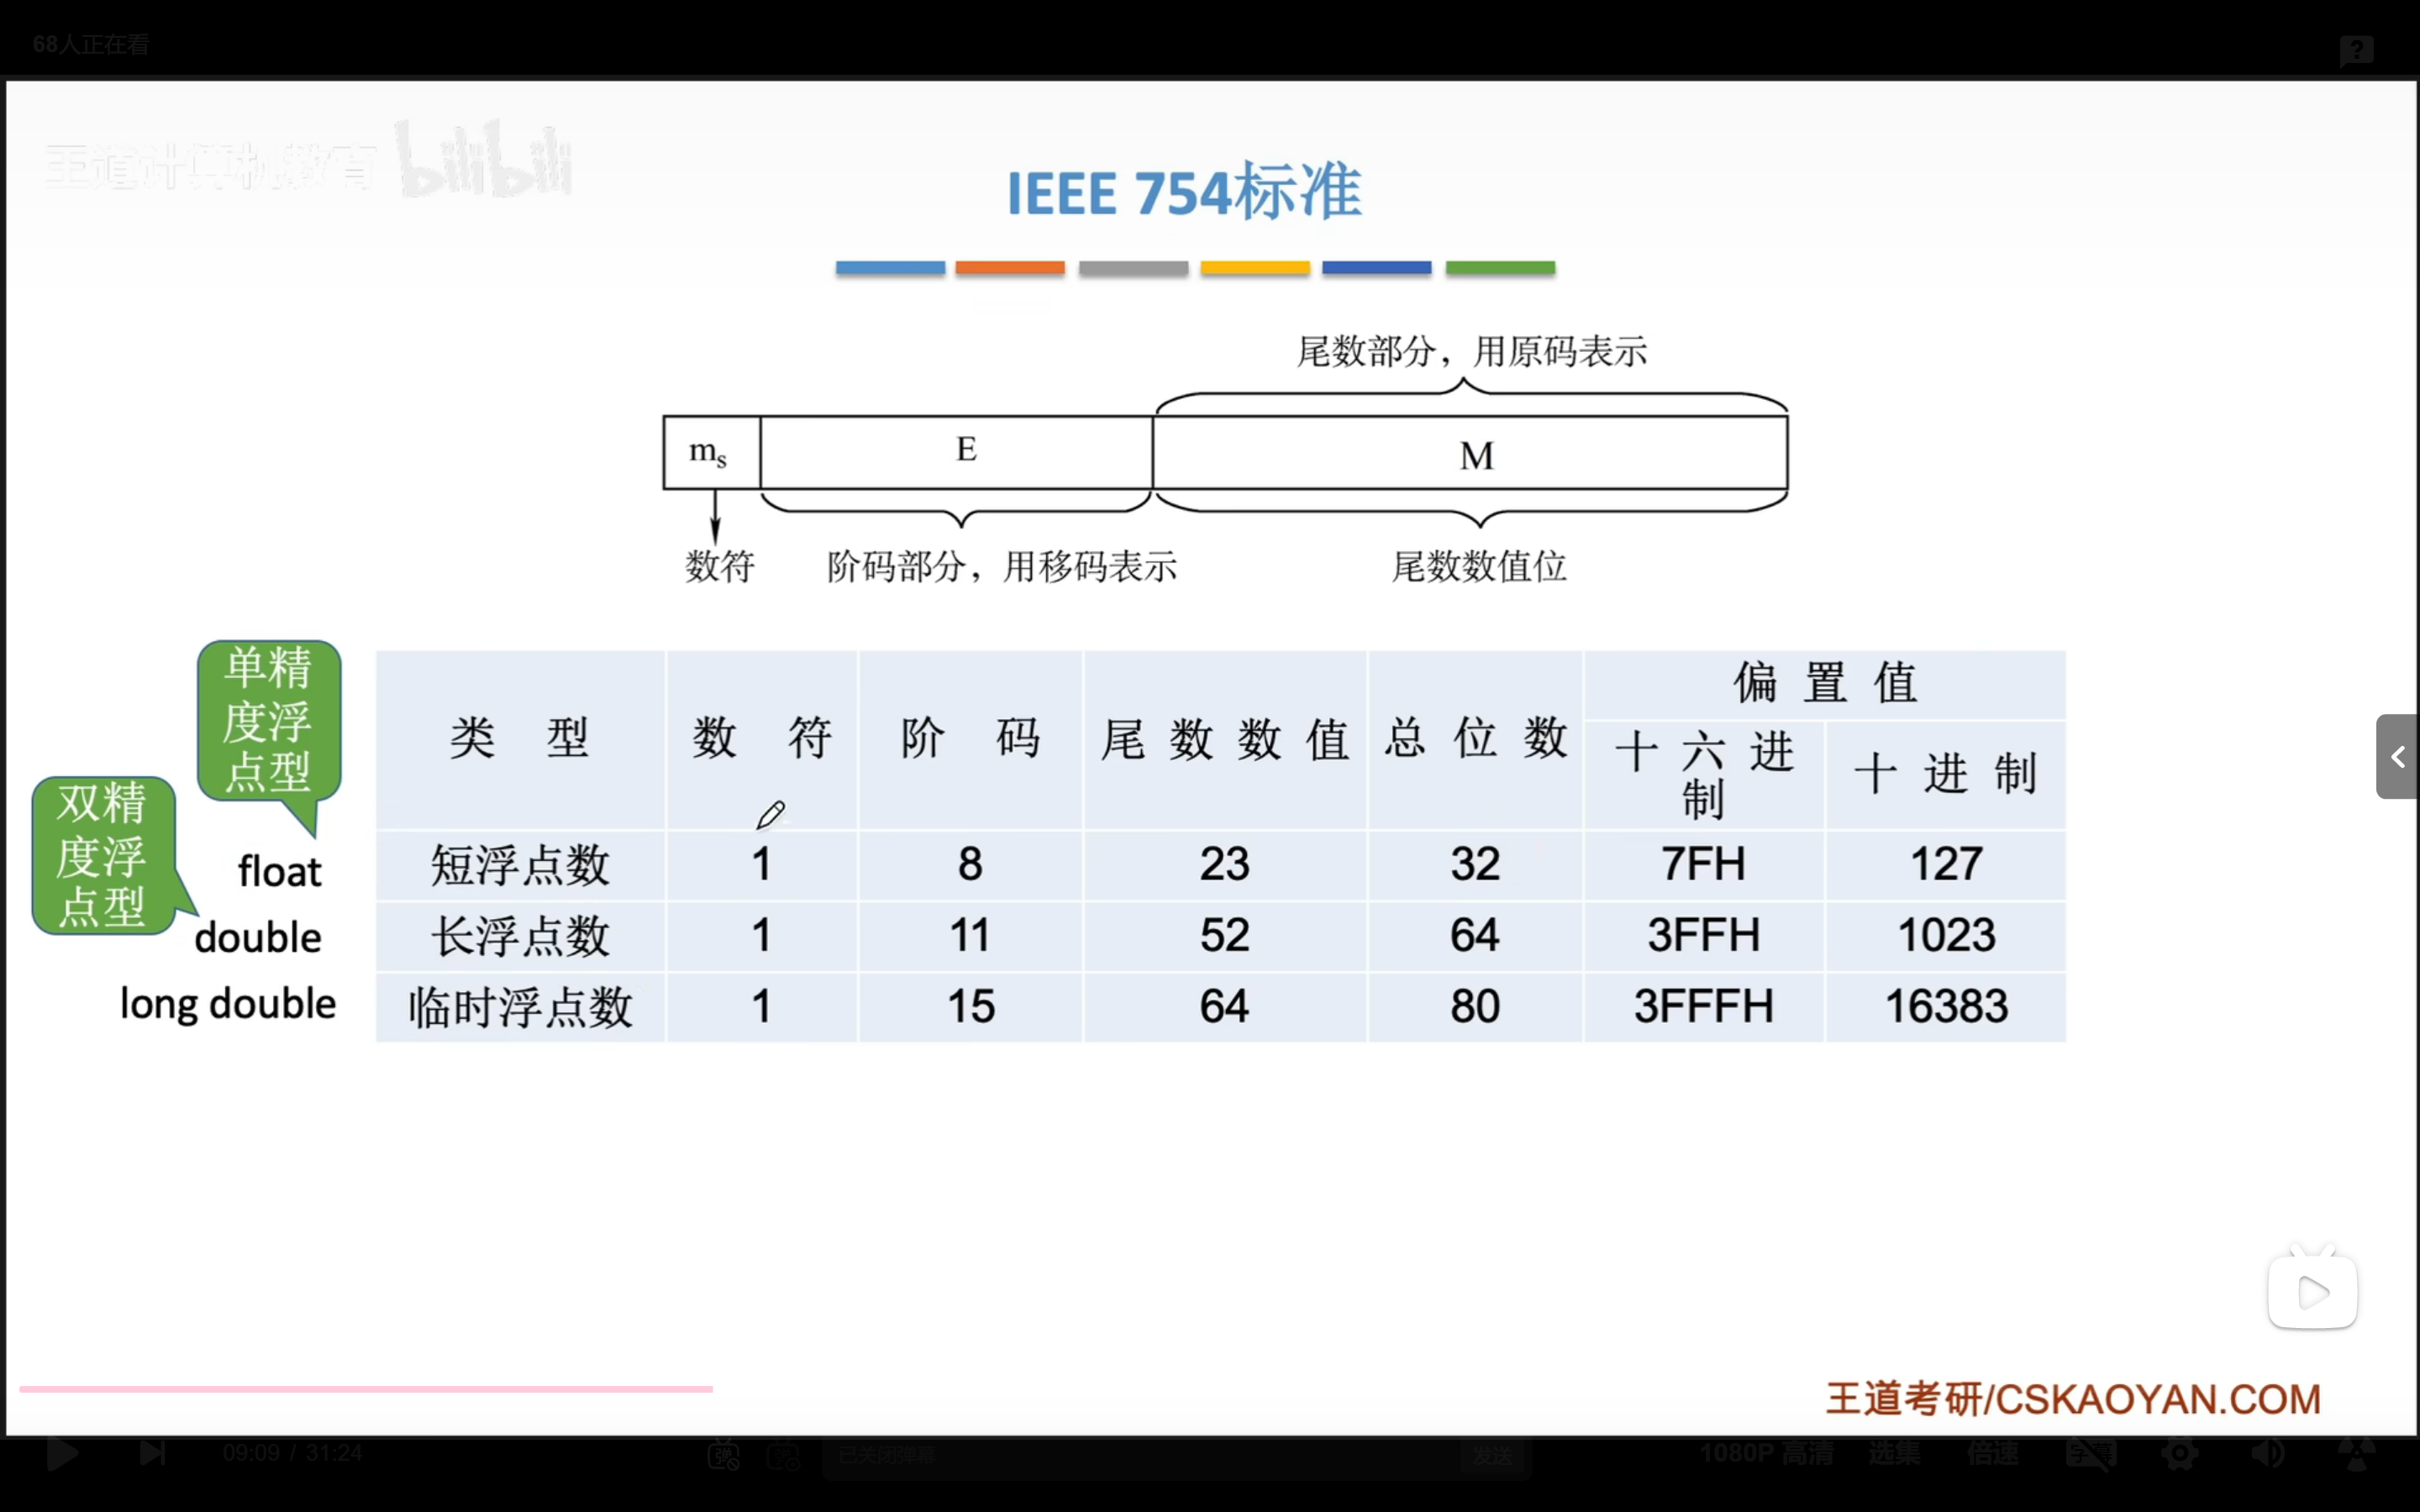 68人正在看
?
王道计算机教育 bilibili
IEEE 754标准
尾数部分，用原码表示
mₛ E M
数符 阶码部分，用移码表示 尾数数值位
单精
度浮
点型
双精
度浮
点型
float
double
long double
类 型 数 符 阶 码 尾数数值 总位数 偏置值
十六进
制
十进制
短浮点数 1 8 23 32 7FH 127
长浮点数 1 11 52 64 3FFH 1023
临时浮点数 1 15 64 80 3FFFH 16383
王道考研/CSKAOYAN.COM
09:09 / 31:24
弹
已关闭弹幕
发送
1080P 高清
选集
倍速
字幕